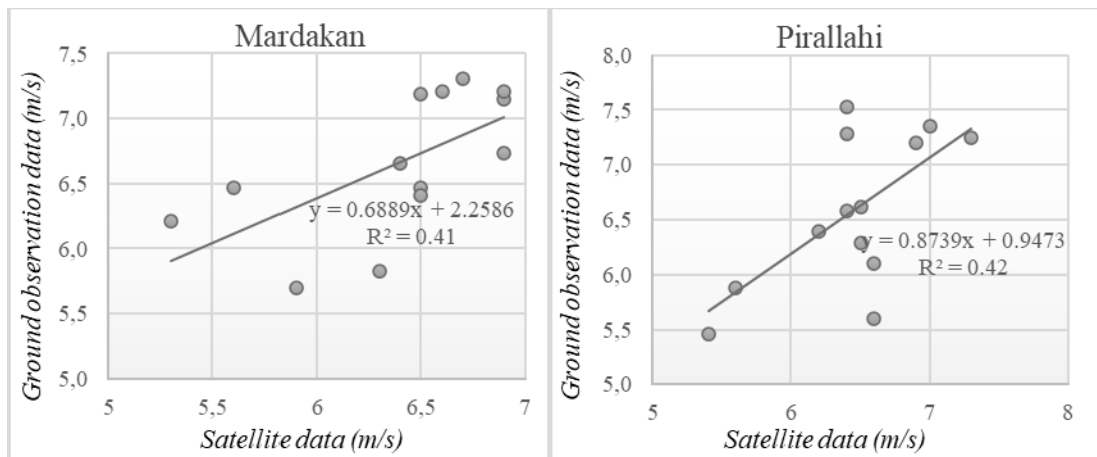 Mardakan
Ground observation data (m/s)
7,5
7,0
6,5
6,0
5,5
5,0
y = 0.6889x + 2.2586
R² = 0.41
5
5,5
6
6,5
7
Satellite data (m/s)
Pirallahi
Ground observation data (m/s)
8,0
7,5
7,0
6,5
6,0
5,5
5,0
y = 0.8739x + 0.9473
R² = 0.42
5
6
7
8
Satellite data (m/s)